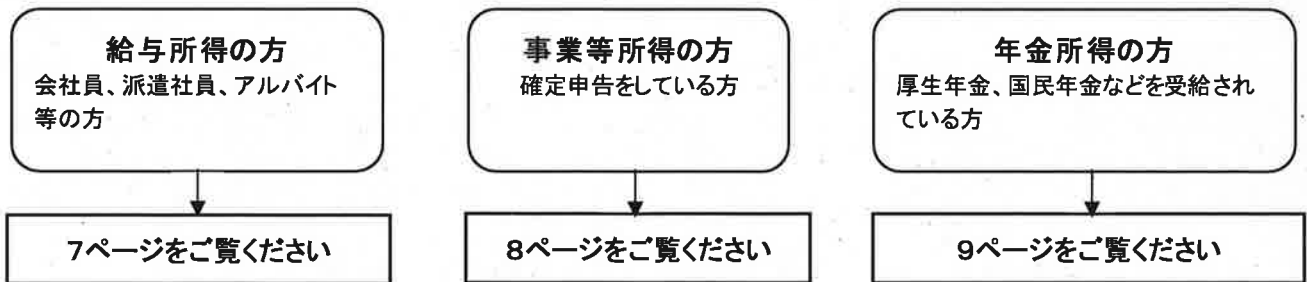 給与所得の方
会社員、派遣社員、アルバイト
等の方
7ページをご覧ください
事業等所得の方
確定申告をしている方
8ページをご覧ください
年金所得の方
厚生年金、国民年金などを受給され
ている方
9ページをご覧ください